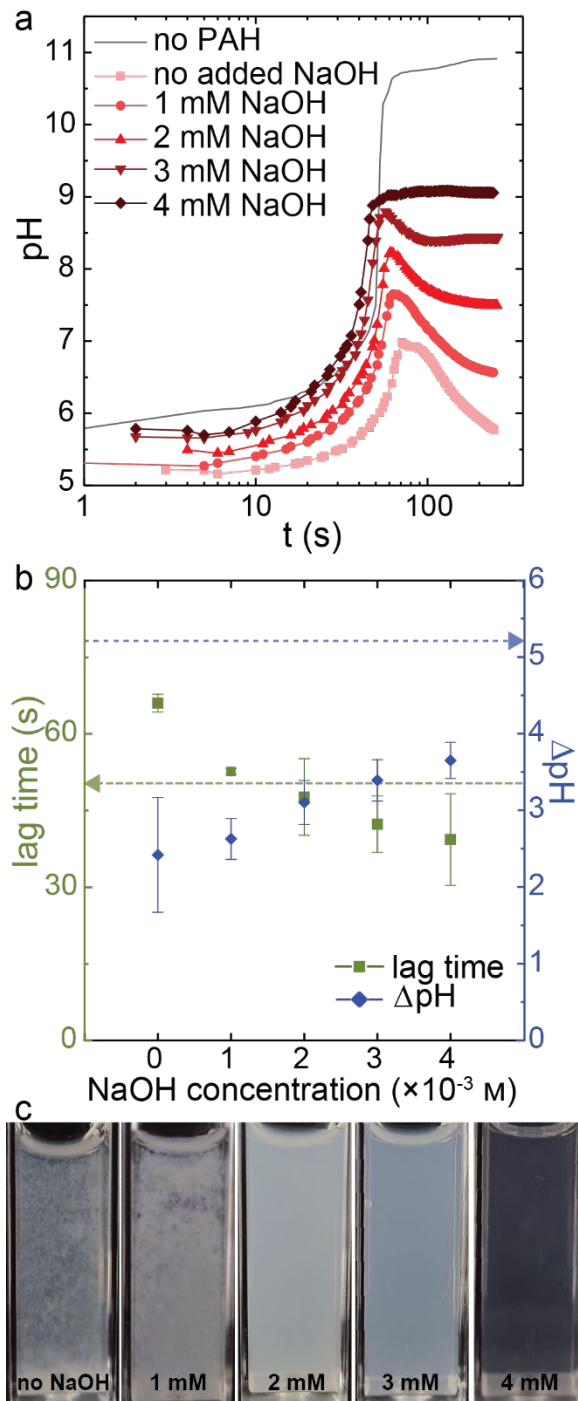 a
no PAH
no added NaOH
1 mM NaOH
2 mM NaOH
3 mM NaOH
4 mM NaOH
11
10
9
8
7
6
5
pH
1
10
100
t (s)
b
90
60
30
0
lag time (s)
6
5
4
3
2
1
0
ΔpH
lag time
ΔpH
0 1 2 3 4
NaOH concentration (×10⁻³ M)
c
no NaOH
1 mM
2 mM
3 mM
4 mM